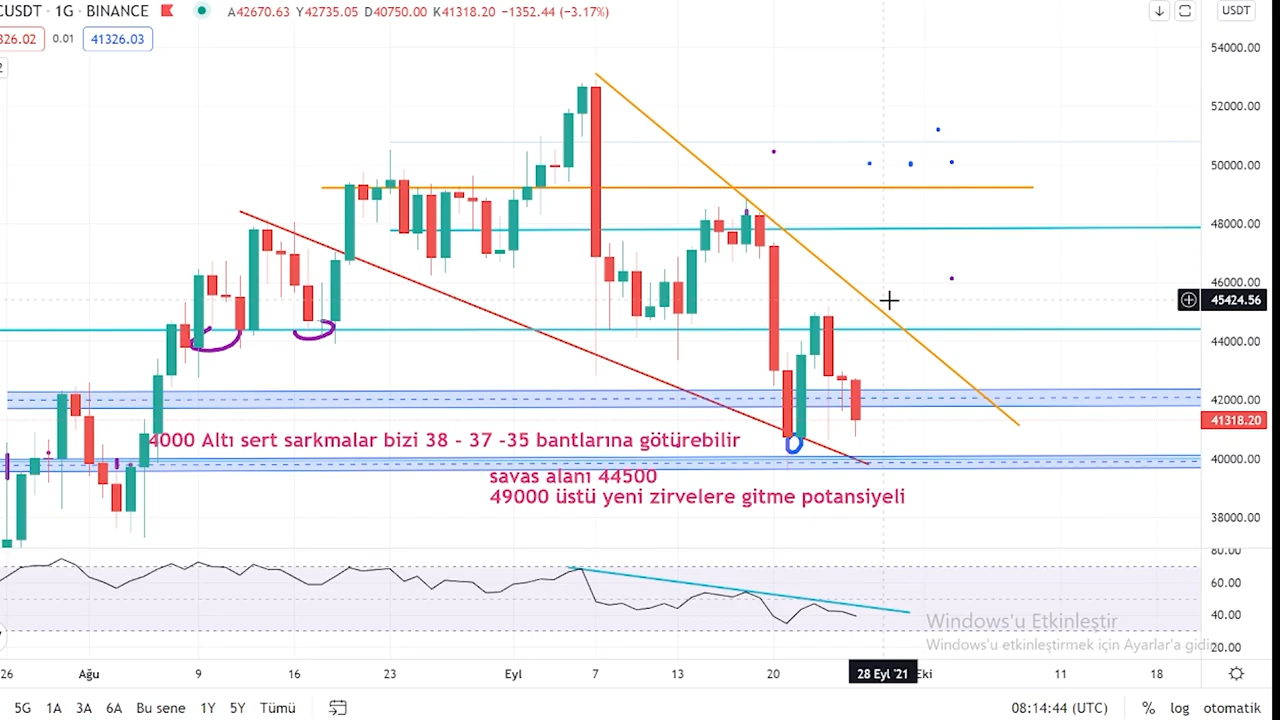 CUSDT · 1G · BINANCE A42670.63 Y42735.05 D40750.00 K41318.20 −1352.44 (−3.17%) USDT
326.02 0.01 41326.03
2
54000.00
52000.00
50000.00
48000.00
46000.00
45424.56
44000.00
42000.00
41318.20
4000 Altı sert sarkmalar bizi 38 - 37 -35 bantlarına götürebilir
40000.00
savas alanı 44500
49000 üstü yeni zirvelere gitme potansiyeli
38000.00
80.00
60.00
40.00
Windows'u Etkinleştir
Windows'u etkinleştirmek için Ayarlar'a gidi
20.00
26 Ağu 9 16 23 Eyl 7 13 20 28 Eyl '21 Eki 11 18
5G 1A 3A 6A Bu sene 1Y 5Y Tümü 08:14:44 (UTC) % log otomatik